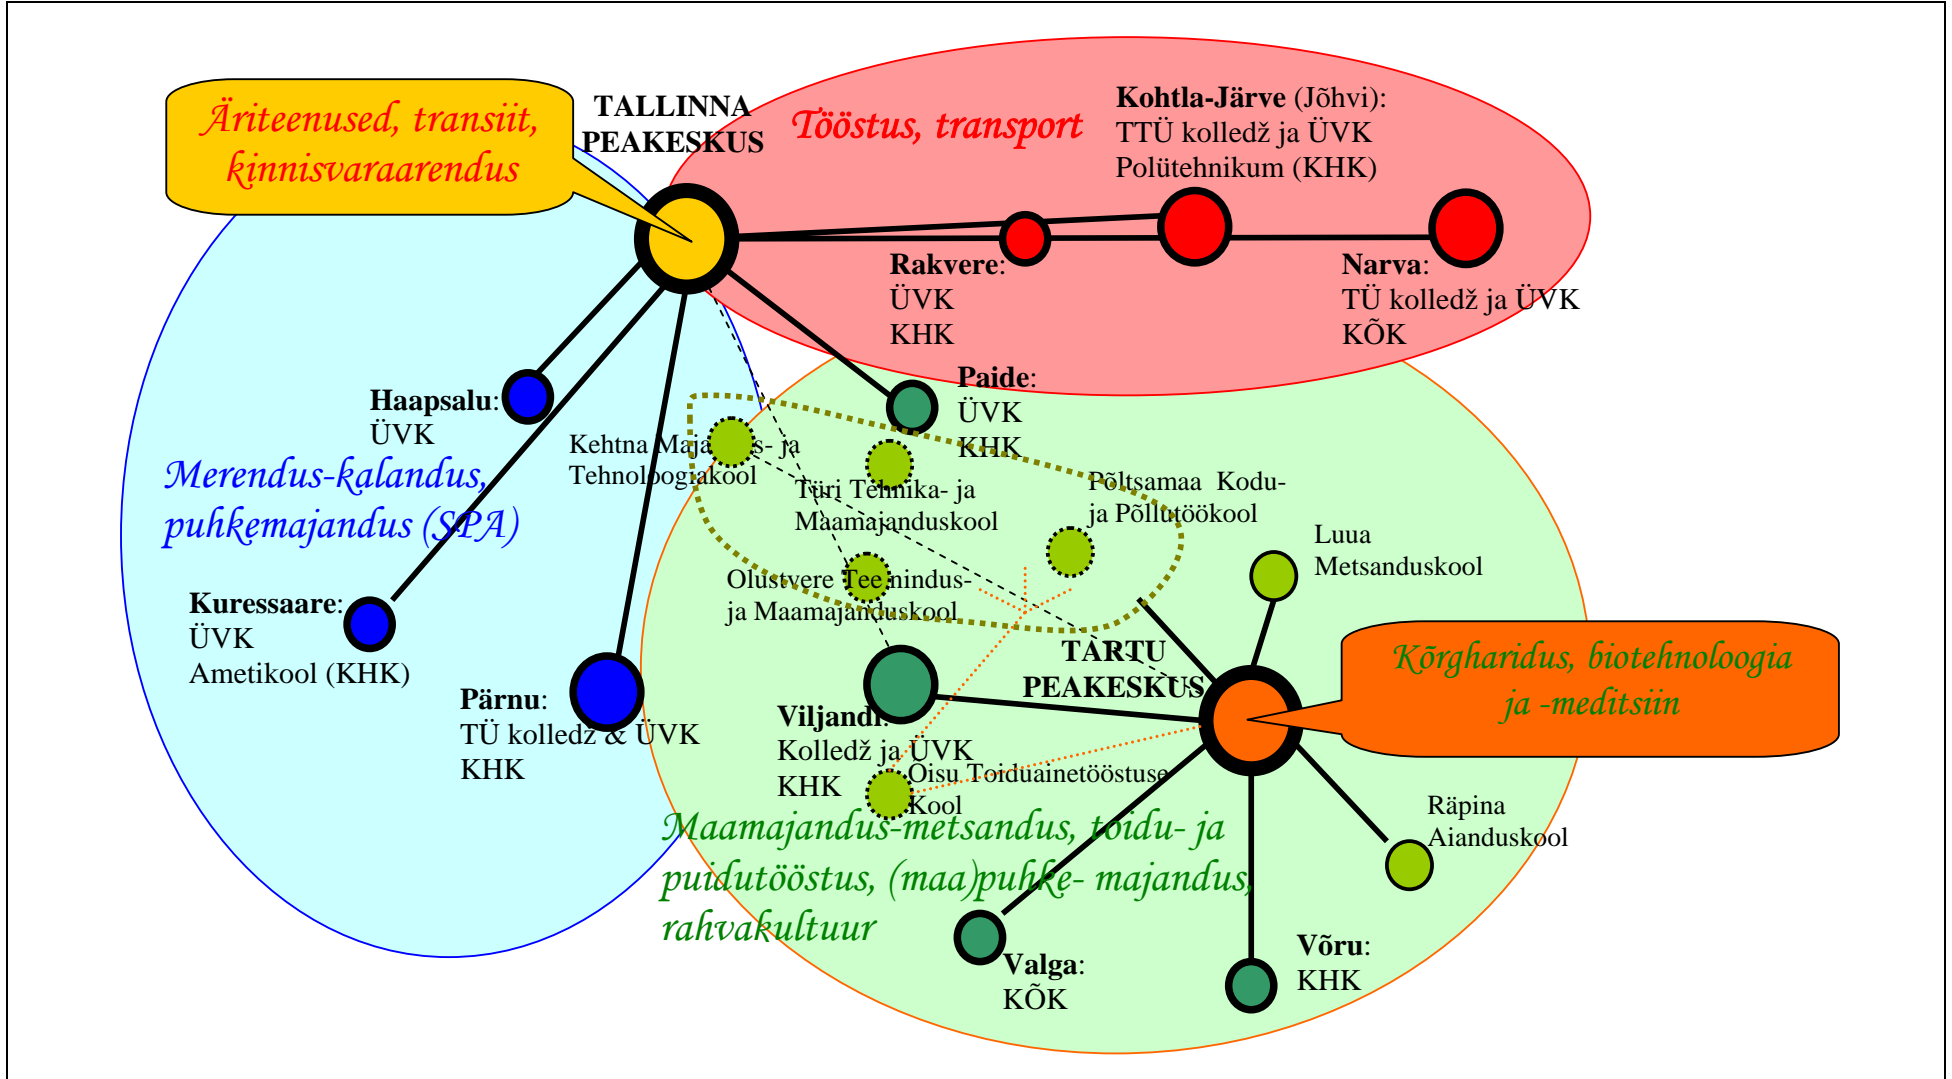 Äriteenused, transiit,
kinnisvaraarendus
TALLINNA
PEAKESKUS
Tööstus, transport
Kohtla-Järve (Jõhvi):
TTÜ kolledž ja ÜVK
Polütehnikum (KHK)
Rakvere:
ÜVK
KHK
Narva:
TÜ kolledž ja ÜVK
KÕK
Haapsalu:
ÜVK
Paide:
ÜVK
KHK
Merendus-kalandus,
puhkemajandus (SPA)
Kehtna Majandus- ja
Tehnoloogiakool
Türi Tehnika- ja
Maamajanduskool
Põltsamaa Kodu-
ja Põllutöökool
Luua
Metsanduskool
Olustvere Teenindus-
ja Maamajanduskool
Kuressaare:
ÜVK
Ametikool (KHK)
Pärnu:
TÜ kolledž & ÜVK
KHK
TARTU
PEAKESKUS
Kõrgharidus, biotehnoloogia
ja -meditsiin
Viljandi:
Kolledž ja ÜVK
KHK
Õisu Toiduainetööstuse
Kool
Maamajandus-metsandus, toidu- ja
puidutööstus, (maa)puhke- majandus,
rahvakultuur
Räpina
Aianduskool
Valga:
KÕK
Võru:
KHK